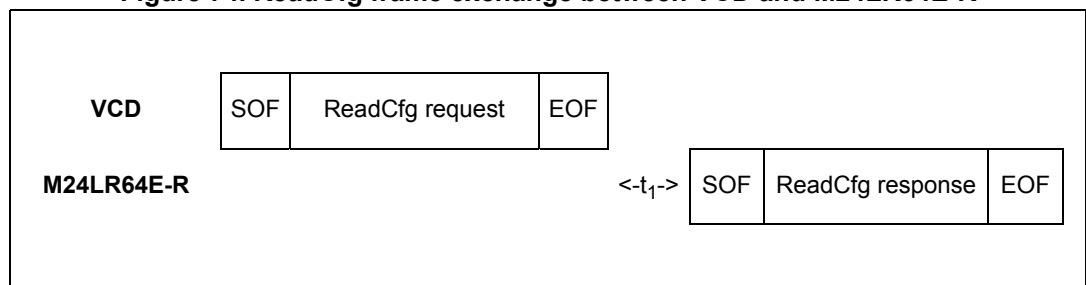 VCD SOF ReadCfg request EOF
M24LR64E-R <-t1-> SOF ReadCfg response EOF